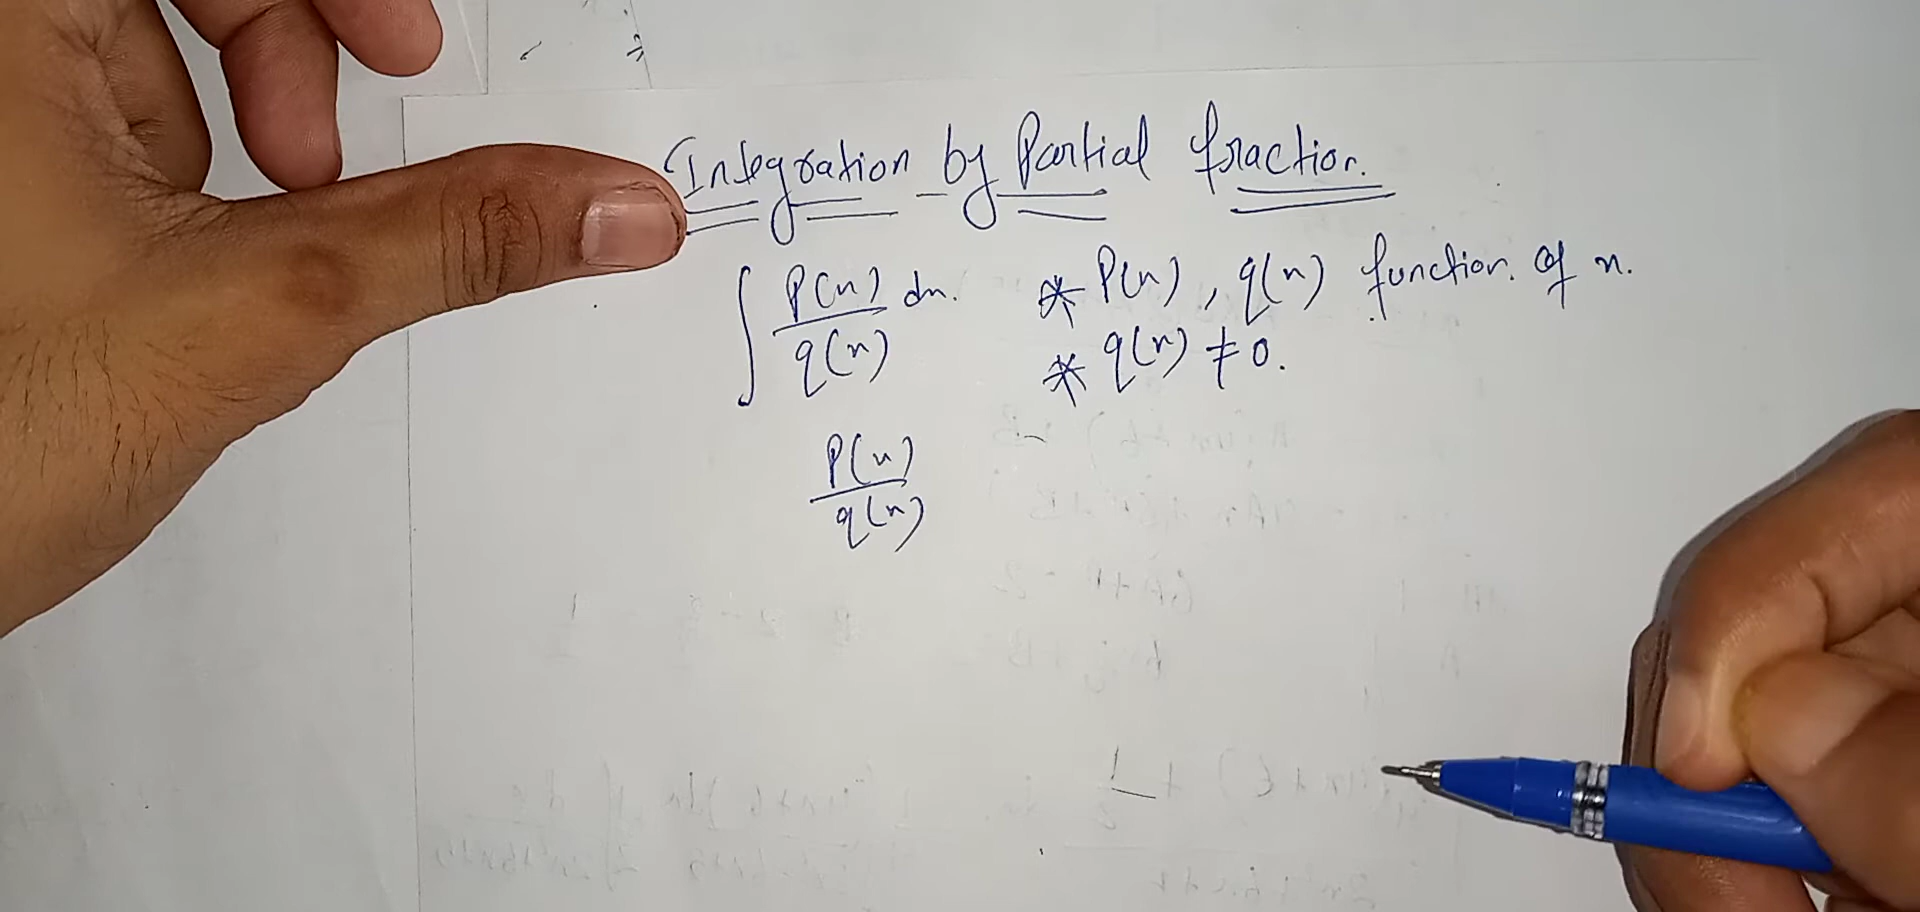 Integration by Partial fraction.
∫ P(x)/q(x) dx. * P(x), q(x) function. of x.
* q(x) ≠ 0.
P(x)/q(x)